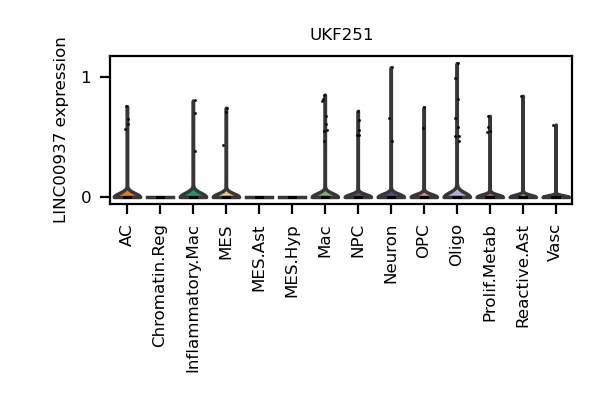 UKF251
LINC00937 expression
1
0
AC
Chromatin.Reg
Inflammatory.Mac
MES
MES.Ast
MES.Hyp
Mac
NPC
Neuron
OPC
Oligo
Prolif.Metab
Reactive.Ast
Vasc